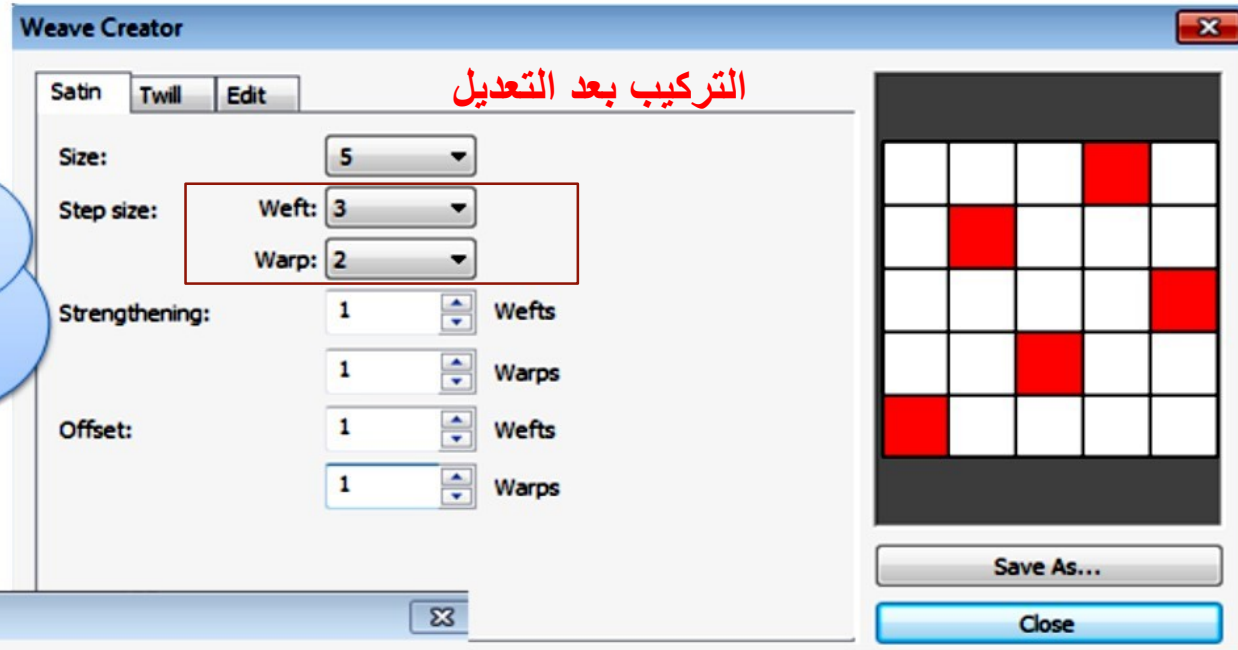 Weave Creator
Satin Twill Edit
التركيب بعد التعديل
Size: 5
Step size: Weft: 3
Warp: 2
Strengthening: 1 Wefts
1 Warps
Offset: 1 Wefts
1 Warps
Save As...
Close